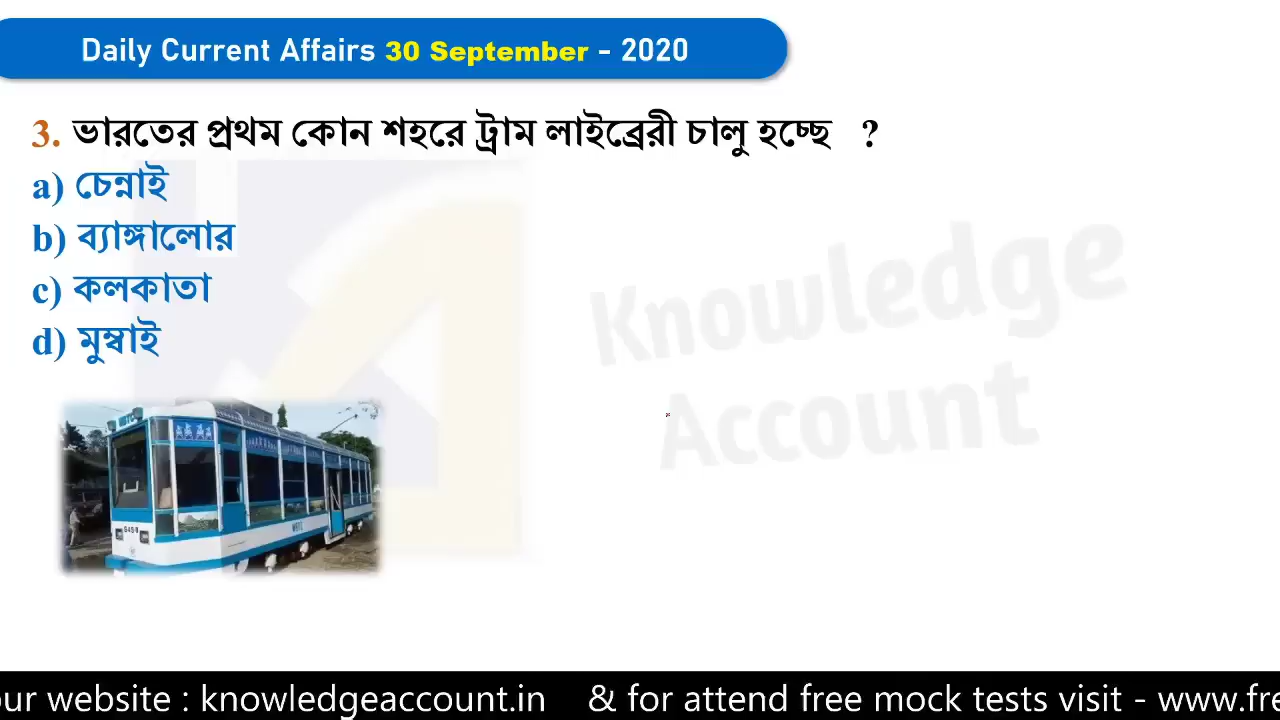 Daily Current Affairs 30 September - 2020
3. ভারতের প্রথম কোন শহরে ট্রাম লাইব্রেরী চালু হচ্ছে ?
a) চেন্নাই
b) ব্যাঙ্গালোর
c) কলকাতা
d) মুম্বাই
Knowledge
Account
WBTC
our website : knowledgeaccount.in & for attend free mock tests visit - www.fre